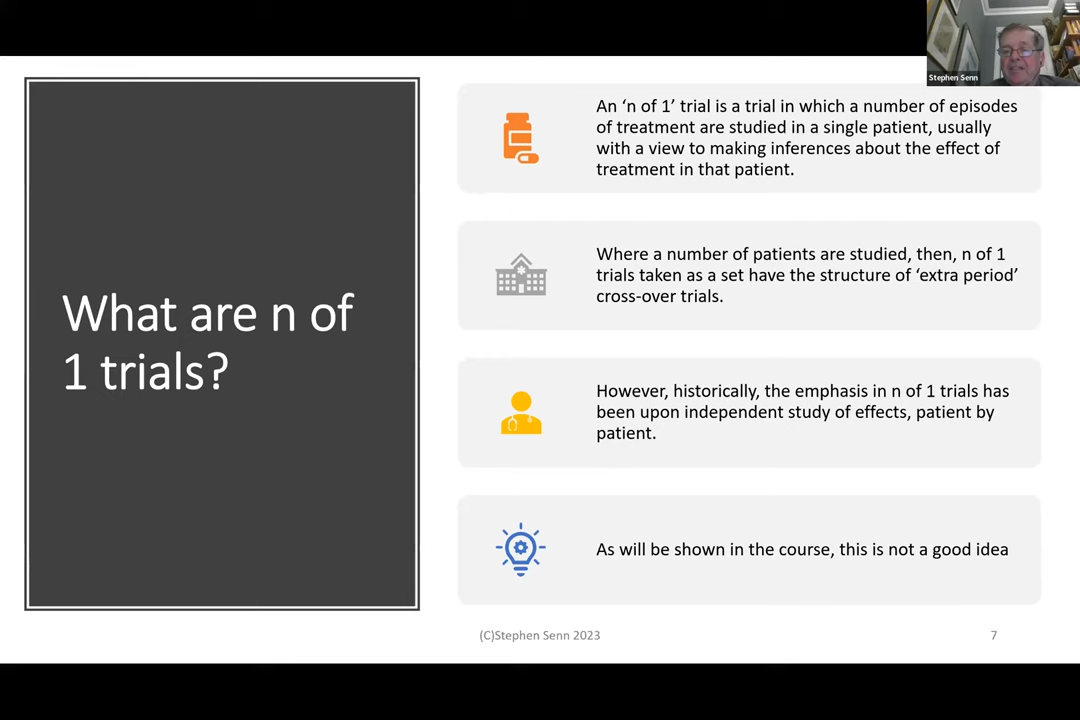 Stephen Senn
What are n of
1 trials?
An ‘n of 1’ trial is a trial in which a number of episodes
of treatment are studied in a single patient, usually
with a view to making inferences about the effect of
treatment in that patient.
Where a number of patients are studied, then, n of 1
trials taken as a set have the structure of ‘extra period’
cross-over trials.
However, historically, the emphasis in n of 1 trials has
been upon independent study of effects, patient by
patient.
As will be shown in the course, this is not a good idea
(C)Stephen Senn 2023
7